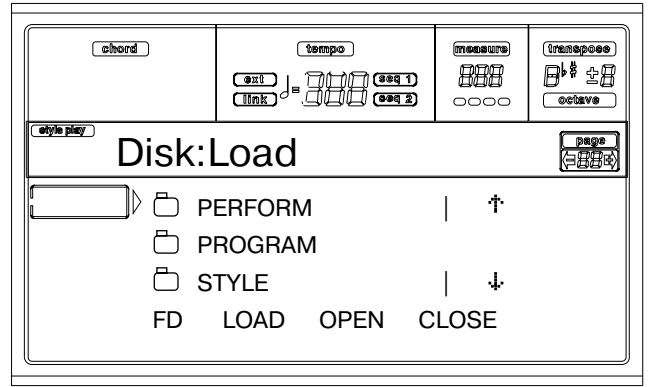 chord tempo measure transpose
ext seq 1
link seq 2 octave
style play
Disk:Load page
PERFORM
PROGRAM
STYLE
FD LOAD OPEN CLOSE